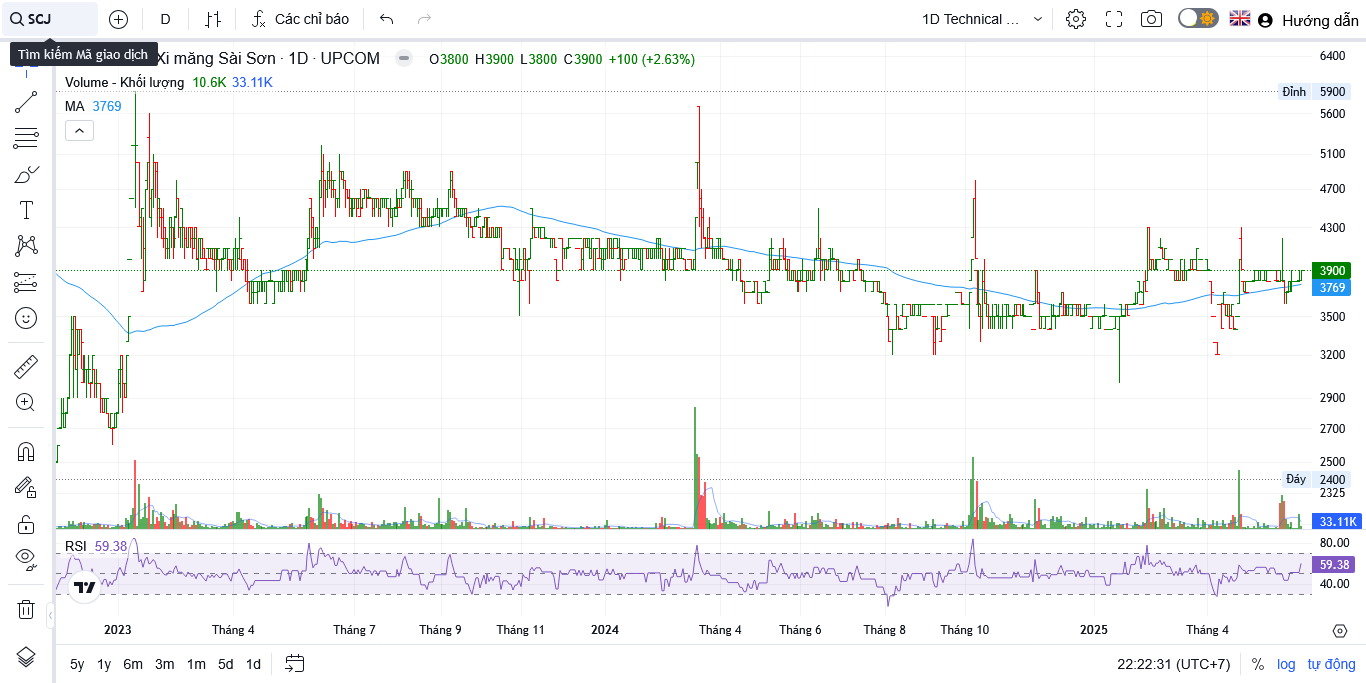 SCJ
D
Các chỉ báo
1D Technical ...
Hướng dẫn
Tìm kiếm Mã giao dịch
Xi măng Sài Sơn · 1D · UPCOM
O3800 H3900 L3800 C3900 +100 (+2.63%)
Volume - Khối lượng 10.6K 33.11K
MA 3769
6400
Đỉnh 5900
5600
5100
4700
4300
3900
3769
3500
3200
2900
2700
2500
Đáy 2400
2325
33.11K
RSI 59.38
80.00
59.38
40.00
2023 Tháng 4 Tháng 7 Tháng 9 Tháng 11 2024 Tháng 4 Tháng 6 Tháng 8 Tháng 10 2025 Tháng 4
5y 1y 6m 3m 1m 5d 1d
22:22:31 (UTC+7) % log tự động